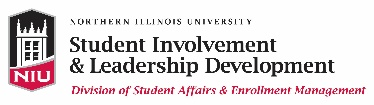 NORTHERN ILLINOIS UNIVERSITY
Student Involvement
& Leadership Development
NIU
Division of Student Affairs & Enrollment Management